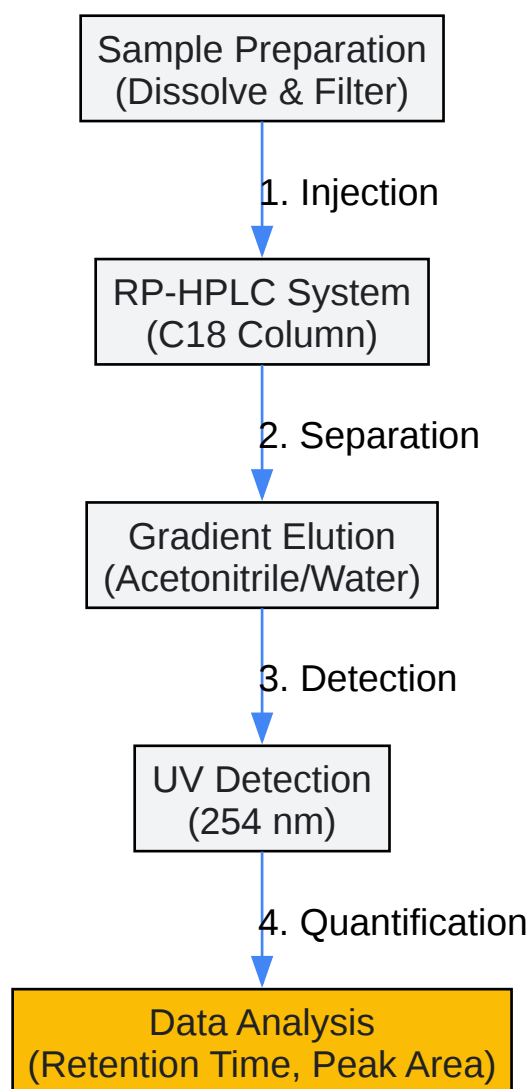 Sample Preparation
(Dissolve & Filter)
1. Injection
RP-HPLC System
(C18 Column)
2. Separation
Gradient Elution
(Acetonitrile/Water)
3. Detection
UV Detection
(254 nm)
4. Quantification
Data Analysis
(Retention Time, Peak Area)